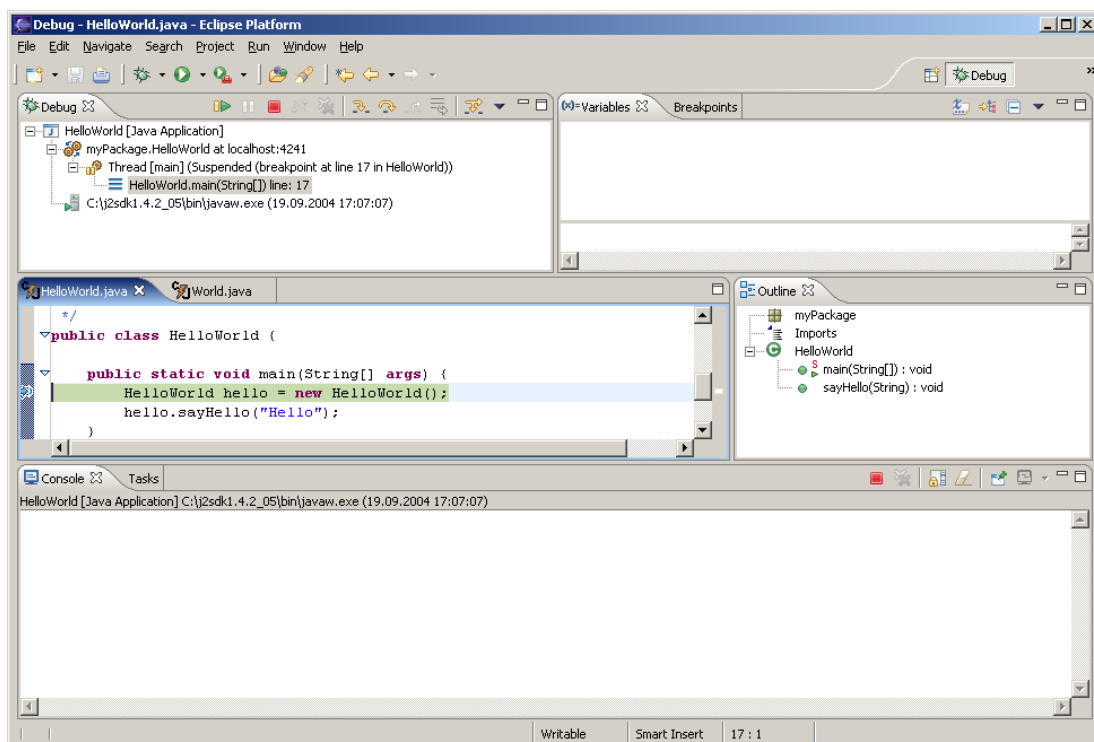 Debug - HelloWorld.java - Eclipse Platform
File Edit Navigate Search Project Run Window Help
Debug
Debug
(x)= Variables Breakpoints
HelloWorld [Java Application]
myPackage.HelloWorld at localhost:4241
Thread [main] (Suspended (breakpoint at line 17 in HelloWorld))
HelloWorld.main(String[]) line: 17
C:\j2sdk1.4.2_05\bin\javaw.exe (19.09.2004 17:07:07)
HelloWorld.java World.java
*/
public class HelloWorld {
public static void main(String[] args) {
HelloWorld hello = new HelloWorld();
hello.sayHello("Hello");
}
Outline
myPackage
Imports
HelloWorld
main(String[]) : void
sayHello(String) : void
Console Tasks
HelloWorld [Java Application] C:\j2sdk1.4.2_05\bin\javaw.exe (19.09.2004 17:07:07)
Writable Smart Insert 17 : 1